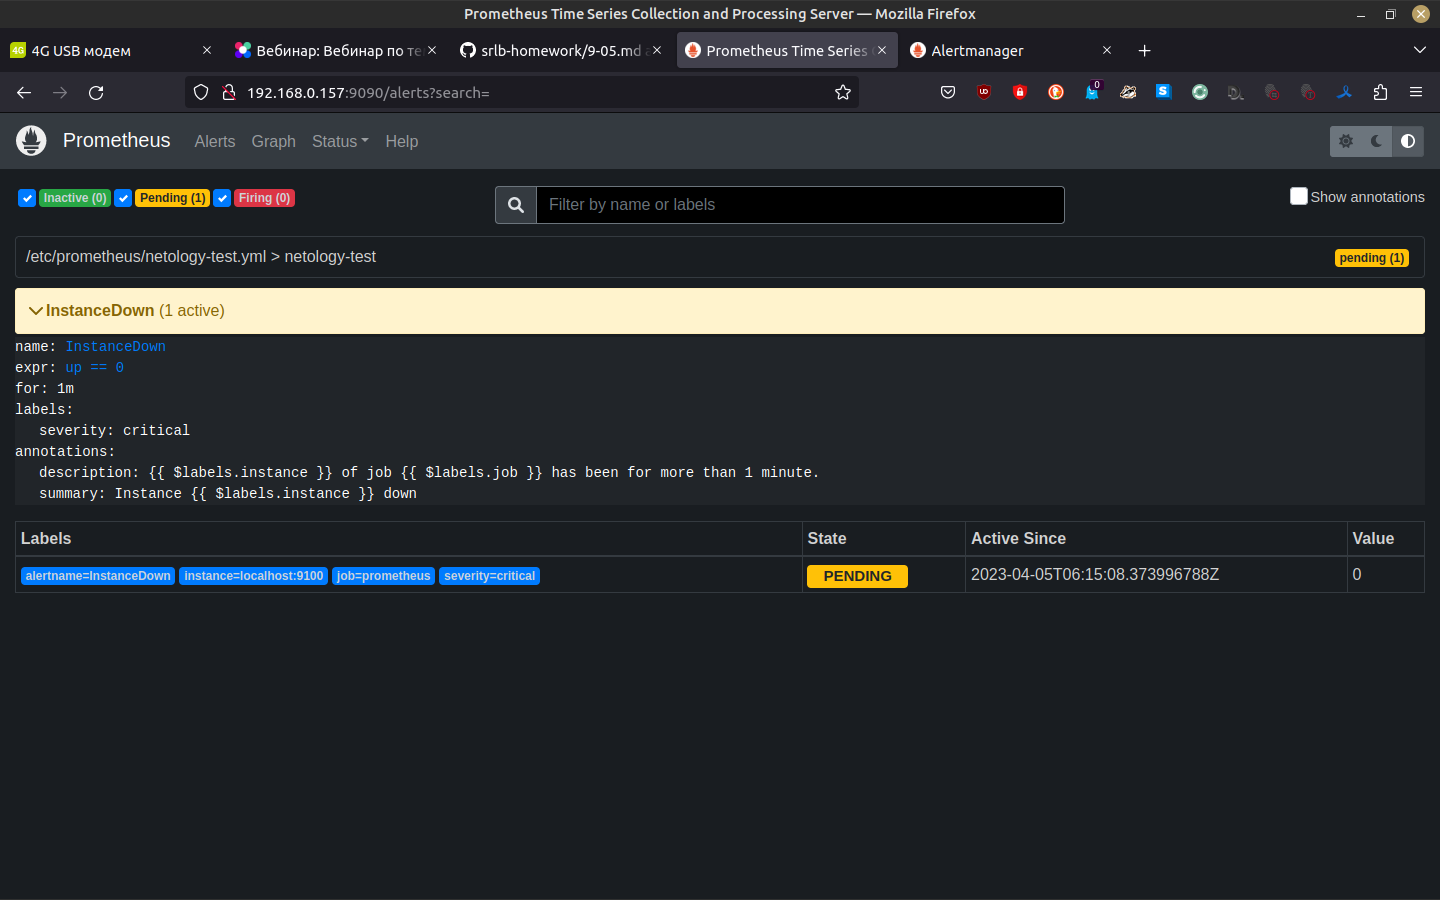 Prometheus Time Series Collection and Processing Server — Mozilla Firefox
4G 4G USB модем Вебинар: Вебинар по те srlb-homework/9-05.md Prometheus Time Series Alertmanager
192.168.0.157:9090/alerts?search= 0
Prometheus Alerts Graph Status Help
Inactive (0) Pending (1) Firing (0) Filter by name or labels Show annotations
/etc/prometheus/netology-test.yml > netology-test pending (1)
InstanceDown (1 active)
name: InstanceDown
expr: up == 0
for: 1m
labels:
severity: critical
annotations:
description: {{ $labels.instance }} of job {{ $labels.job }} has been for more than 1 minute.
summary: Instance {{ $labels.instance }} down
Labels State Active Since Value
alertname=InstanceDown instance=localhost:9100 job=prometheus severity=critical PENDING 2023-04-05T06:15:08.373996788Z 0